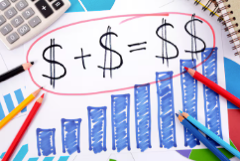 $ + $ = $ $